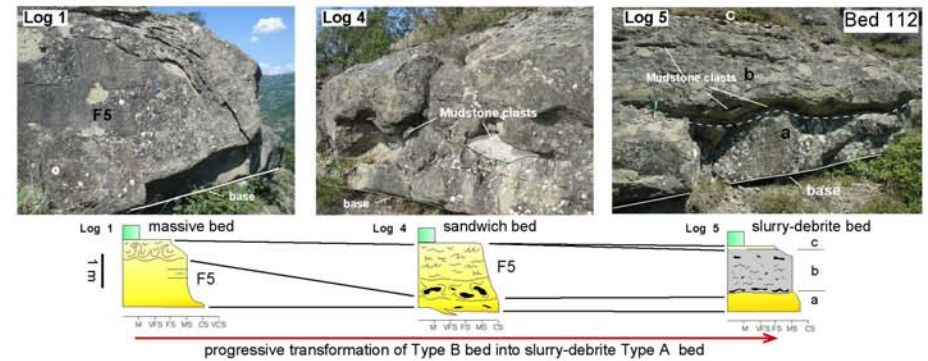 Log 1
F5
base
Log 4
Mudstone clasts
base
Log 5
Bed 112
c
b
Mudstone clasts
a
base
Log 1 massive bed
Log 4 sandwich bed
Log 5 slurry-debrite bed
1 m
F5
F5
c
b
a
M VFS FS MS CS VCS
M VFS FS MS CS
M VFS FS MS CS
progressive transformation of Type B bed into slurry-debrite Type A bed